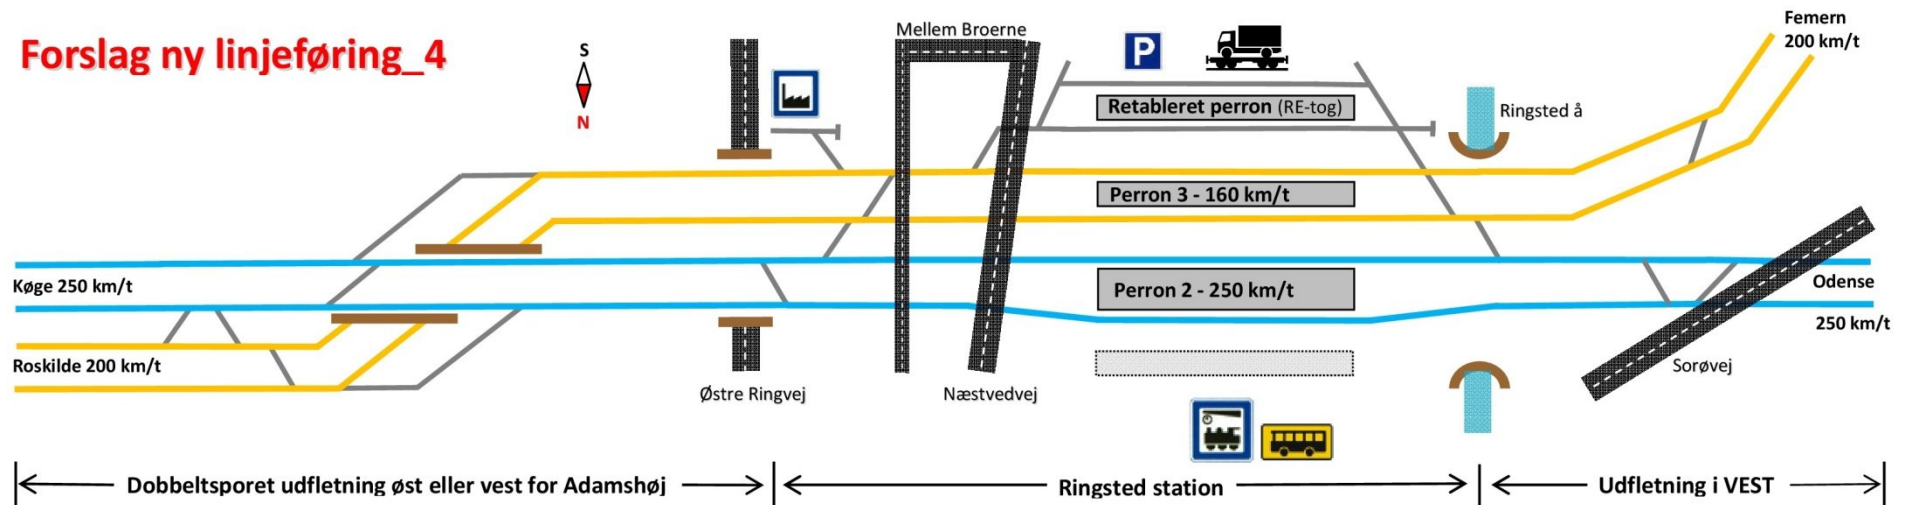 Forslag ny linjeføring_4
S
N
Mellem Broerne
P
Femern
200 km/t
Retableret perron (RE-tog)
Ringsted å
Perron 3 - 160 km/t
Køge 250 km/t
Perron 2 - 250 km/t
Odense
250 km/t
Roskilde 200 km/t
Østre Ringvej
Næstvedvej
Sorøvej
Dobbeltsporet udfletning øst eller vest for Adamshøj
Ringsted station
Udfletning i VEST